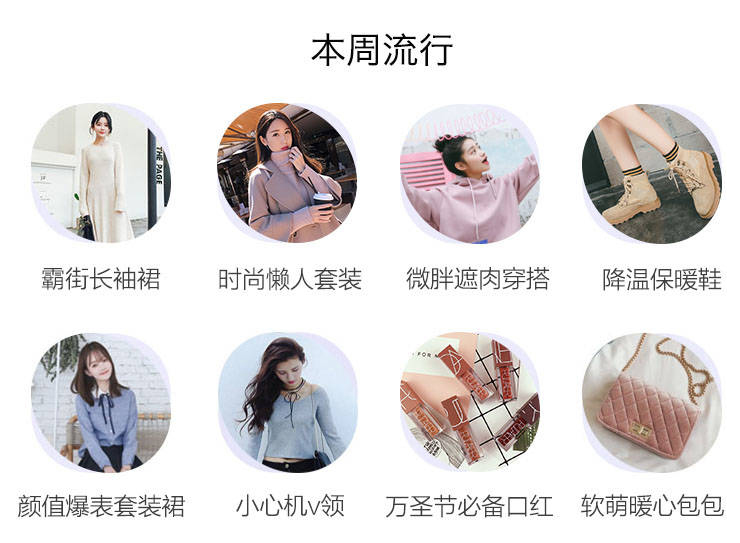 本周流行
THE PAGE
霸街长袖裙
时尚懒人套装
微胖遮肉穿搭
降温保暖鞋
FOR M
颜值爆表套装裙
小心机v领
万圣节必备口红
软萌暖心包包